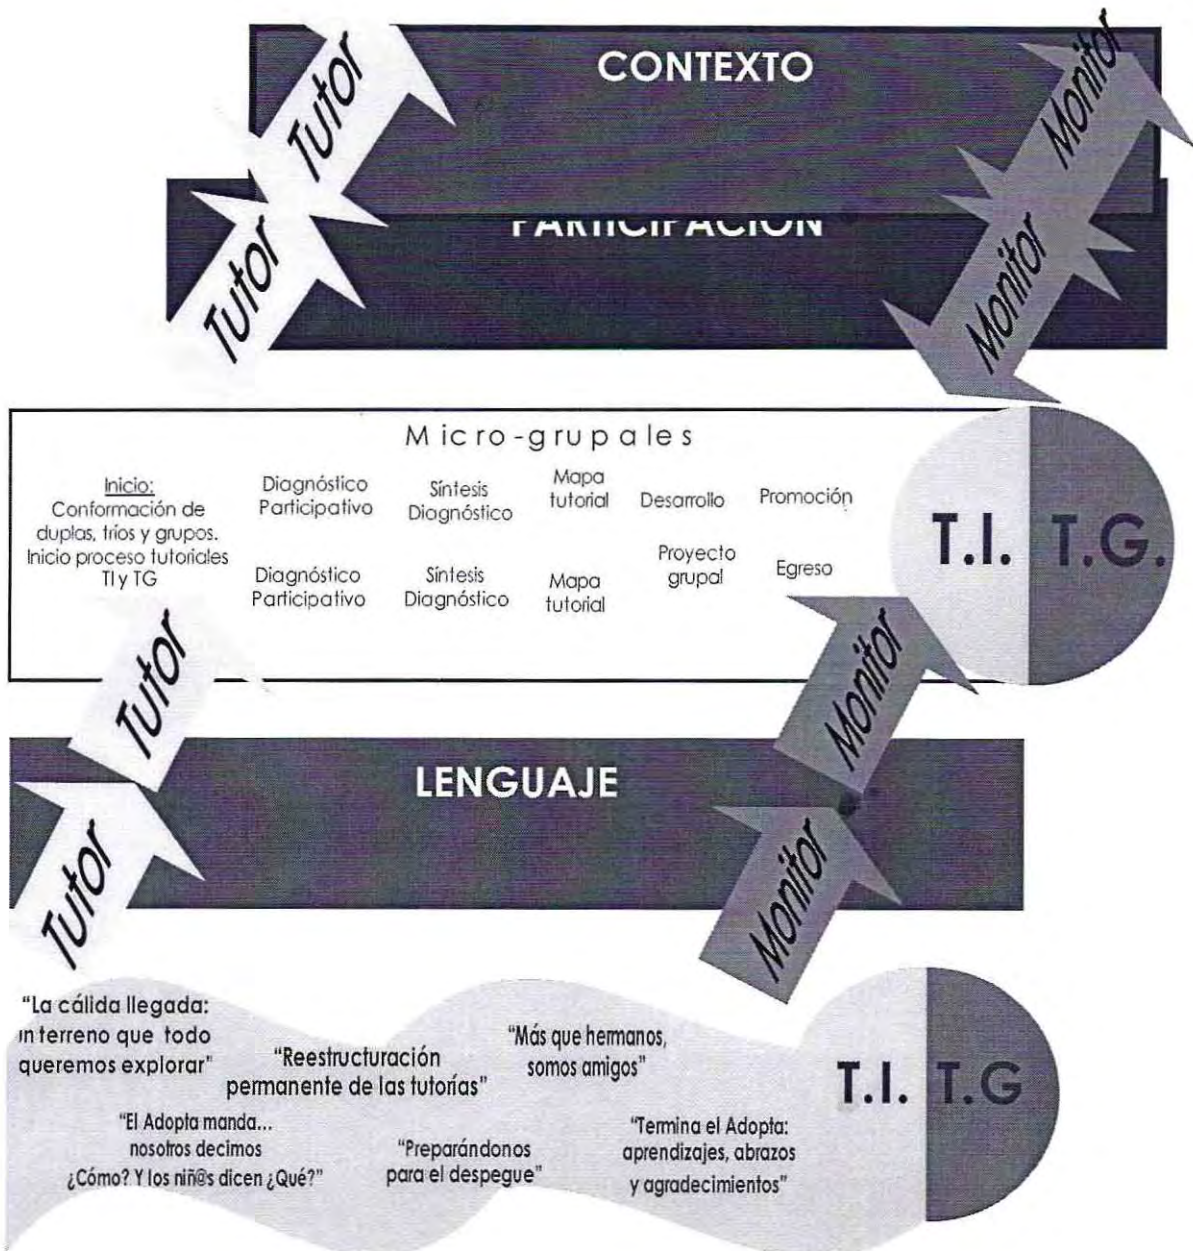 CONTEXTO
Tutor
Monitor
PARTICIPACIÓN
Tutor
Monitor
Micro-grupales
Inicio:
Conformación de
duplas, tríos y grupos.
Inicio proceso tutoriales
TI y TG
Diagnóstico
Participativo
Síntesis
Diagnóstico
Mapa
tutorial
Desarrollo
Promoción
Diagnóstico
Participativo
Síntesis
Diagnóstico
Mapa
tutorial
Proyecto
grupal
Egreso
T.I. T.G.
Tutor
Monitor
LENGUAJE
Tutor
Monitor
"La cálida llegada:
un terreno que todo
queremos explorar"
"Reestructuración
permanente de las tutorías"
"Más que hermanos,
somos amigos"
"El Adopta manda...
nosotros decimos
¿Cómo? Y los niñ@s dicen ¿Qué?"
"Preparándonos
para el despegue"
"Termina el Adopta:
aprendizajes, abrazos
y agradecimientos"
T.I. T.G